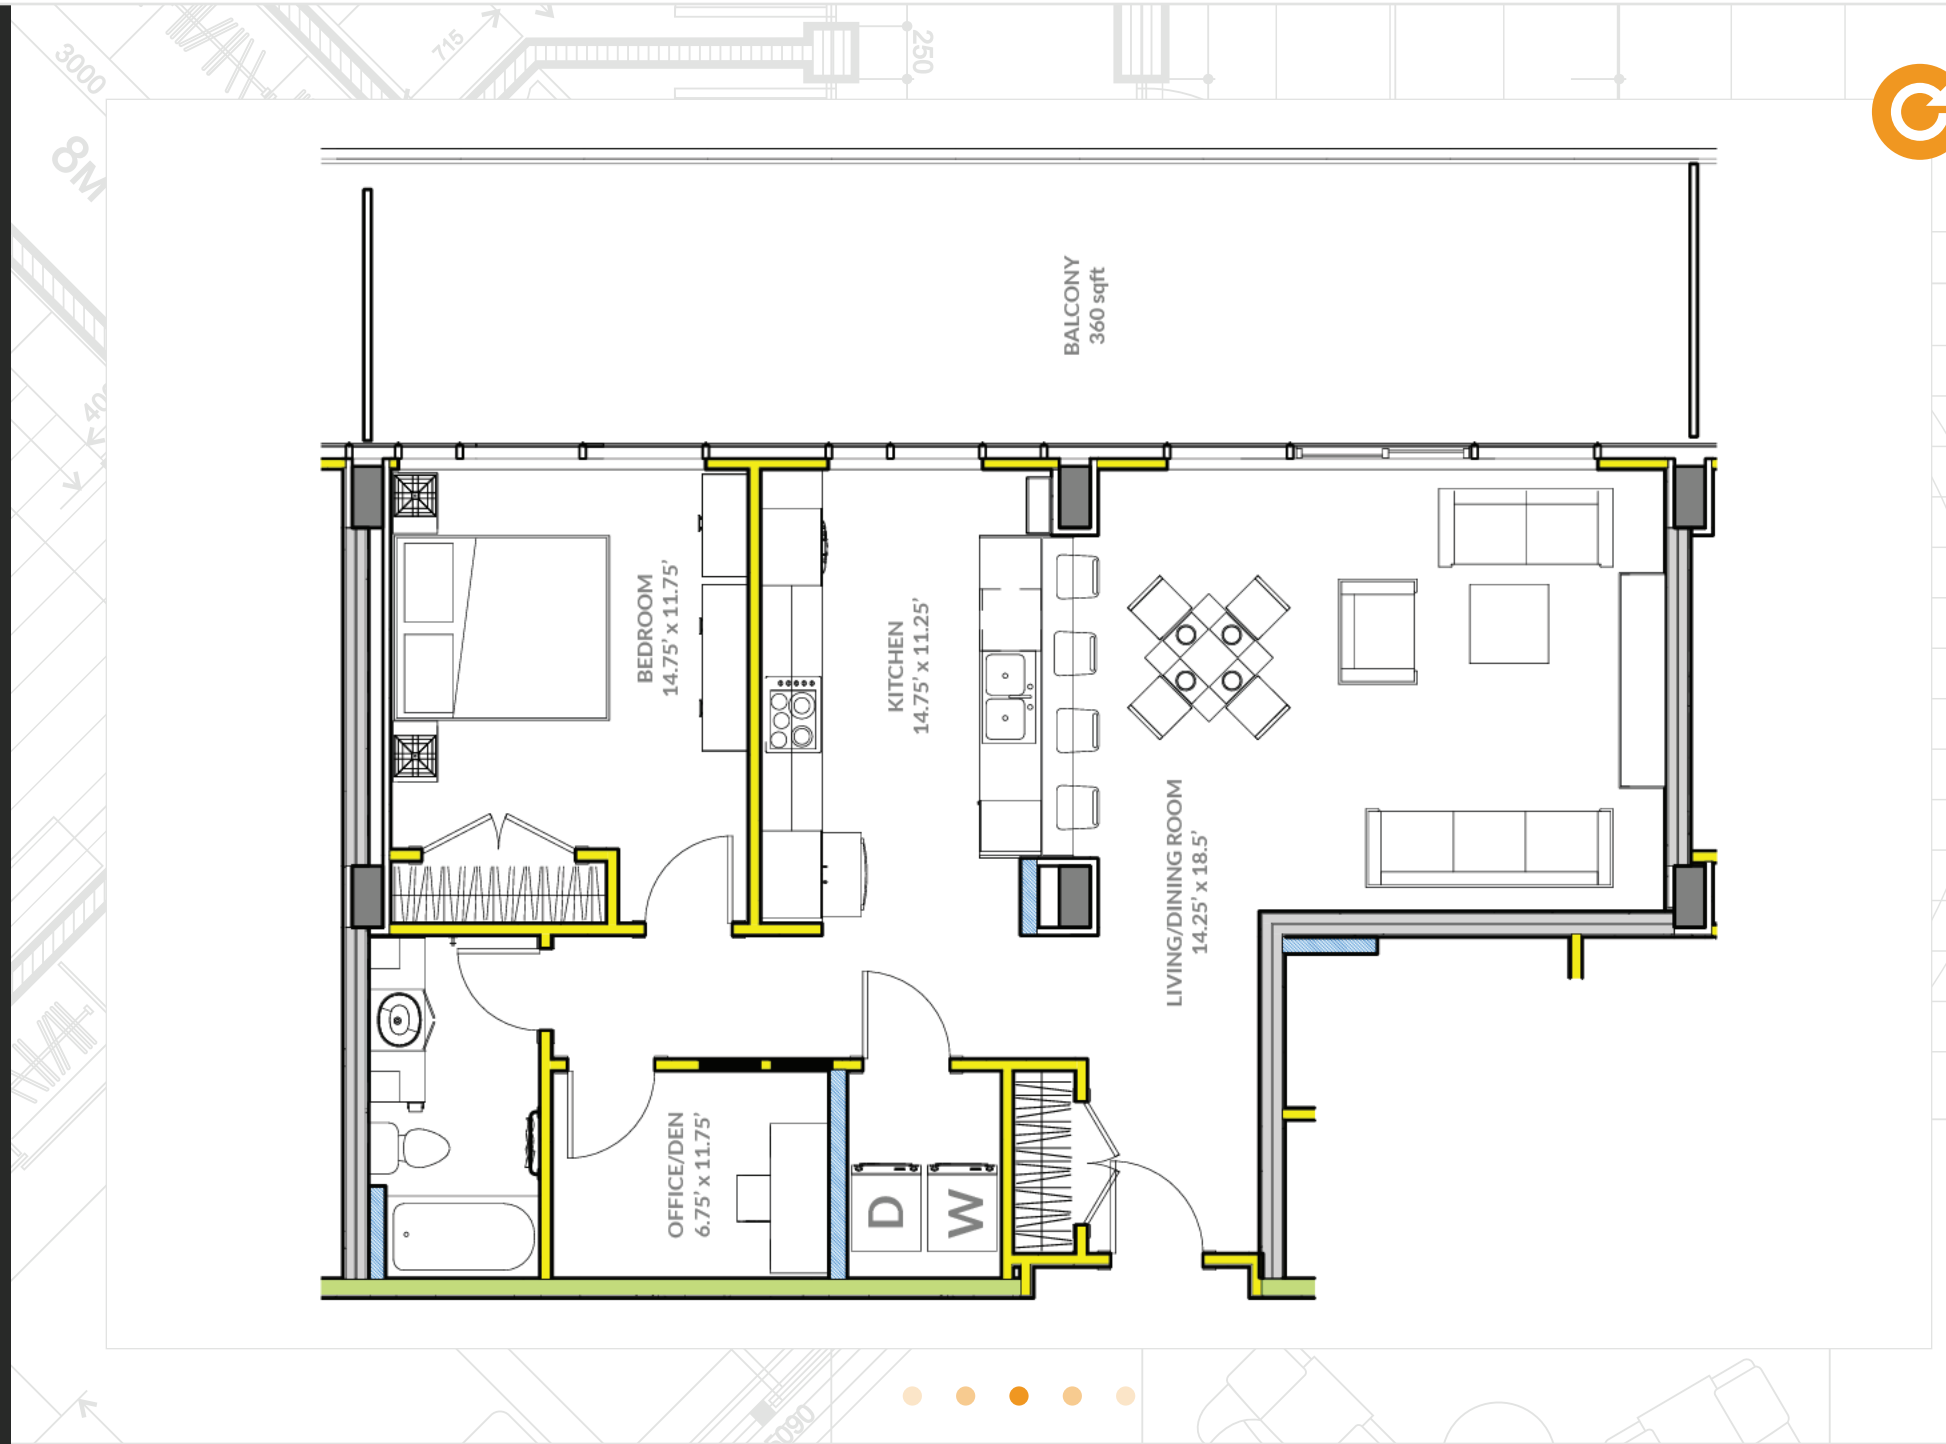 3000
715
250
8M
BALCONY
360 sqft
BEDROOM
14.75' x 11.75'
KITCHEN
14.75' x 11.25'
LIVING/DINING ROOM
14.25' x 18.5'
OFFICE/DEN
6.75' x 11.75'
D
W